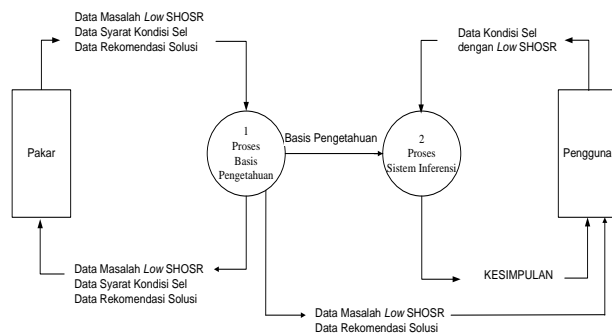 Data Masalah Low SHOSR
Data Syarat Kondisi Sel
Data Rekomendasi Solusi
Data Kondisi Sel
dengan Low SHOSR
Pakar
1
Proses
Basis
Pengetahuan
Basis Pengetahuan
2
Proses
Sistem Inferensi
Pengguna
Data Masalah Low SHOSR
Data Syarat Kondisi Sel
Data Rekomendasi Solusi
KESIMPULAN
Data Masalah Low SHOSR
Data Rekomendasi Solusi